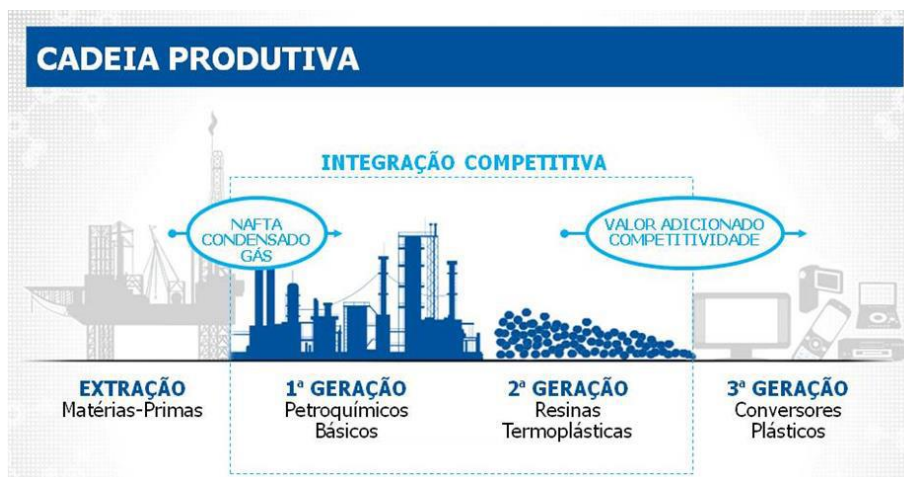 CADEIA PRODUTIVA
INTEGRAÇÃO COMPETITIVA
NAFTA
CONDENSADO
GÁS
VALOR ADICIONADO
COMPETITIVIDADE
EXTRAÇÃO
Matérias-Primas
1ª GERAÇÃO
Petroquímicos
Básicos
2ª GERAÇÃO
Resinas
Termoplásticas
3ª GERAÇÃO
Conversores
Plásticos